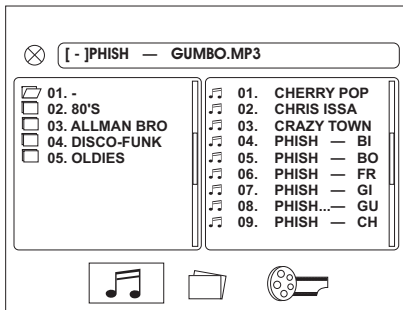 [ - ]PHISH — GUMBO.MP3
01. -
02. 80'S
03. ALLMAN BRO
04. DISCO-FUNK
05. OLDIES
01. CHERRY POP
02. CHRIS ISSA
03. CRAZY TOWN
04. PHISH — BI
05. PHISH — BO
06. PHISH — FR
07. PHISH — GI
08. PHISH...— GU
09. PHISH — CH